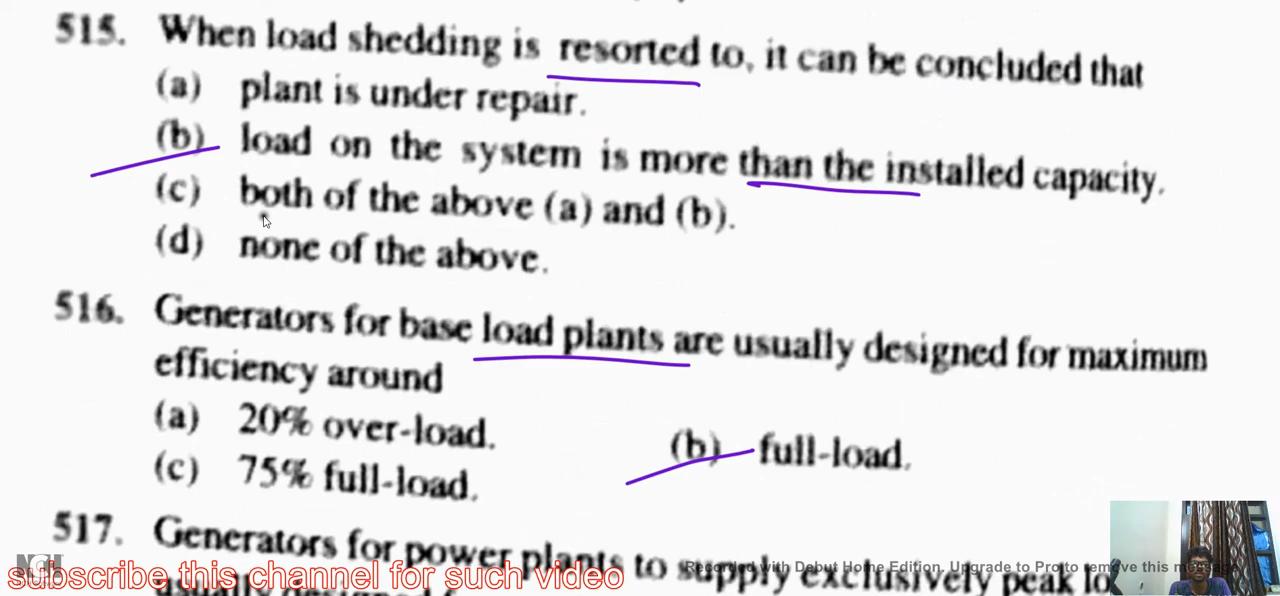 515. When load shedding is resorted to, it can be concluded that
(a) plant is under repair.
(b) load on the system is more than the installed capacity.
(c) both of the above (a) and (b).
(d) none of the above.
516. Generators for base load plants are usually designed for maximum
efficiency around
(a) 20% over-load. (b) full-load.
(c) 75% full-load.
517. Generators for power plants to supply exclusively peak lo
NCH
subscribe this channel for such video
Recorded with Debut Home Edition. Upgrade to Pro to remove this message